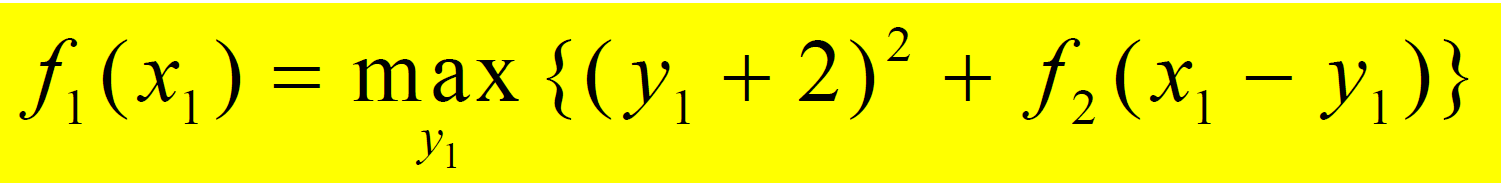 f₁(x₁) = max {(y₁ + 2)² + f₂(x₁ − y₁)}
y₁